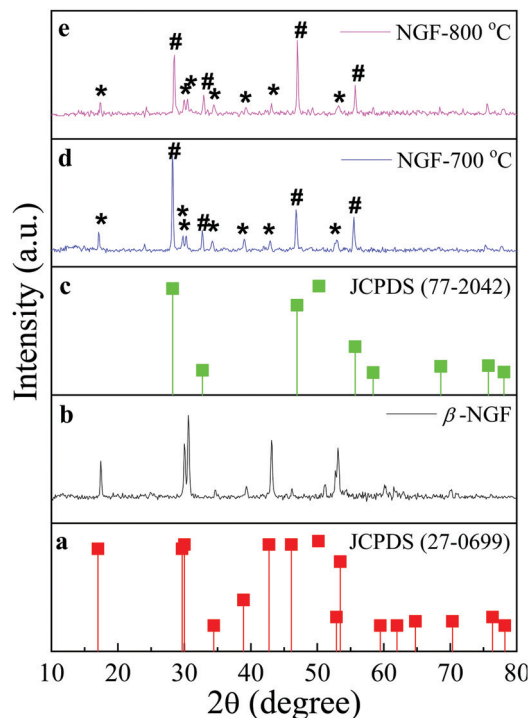 e
NGF-800 °C
* # * * # * * * # * #
d
NGF-700 °C
* # * * # * * * # * #
c
JCPDS (77-2042)
b
β-NGF
a
JCPDS (27-0699)
Intensity (a.u.)
10 20 30 40 50 60 70 80
2θ (degree)